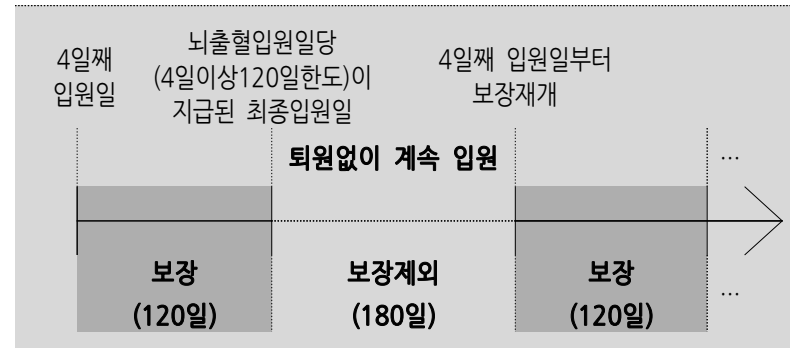 4일째
입원일
뇌출혈입원일당
(4일이상120일한도)이
지급된 최종입원일
4일째 입원일부터
보장재개
퇴원없이 계속 입원
…
보장
(120일)
보장제외
(180일)
보장
(120일)
…